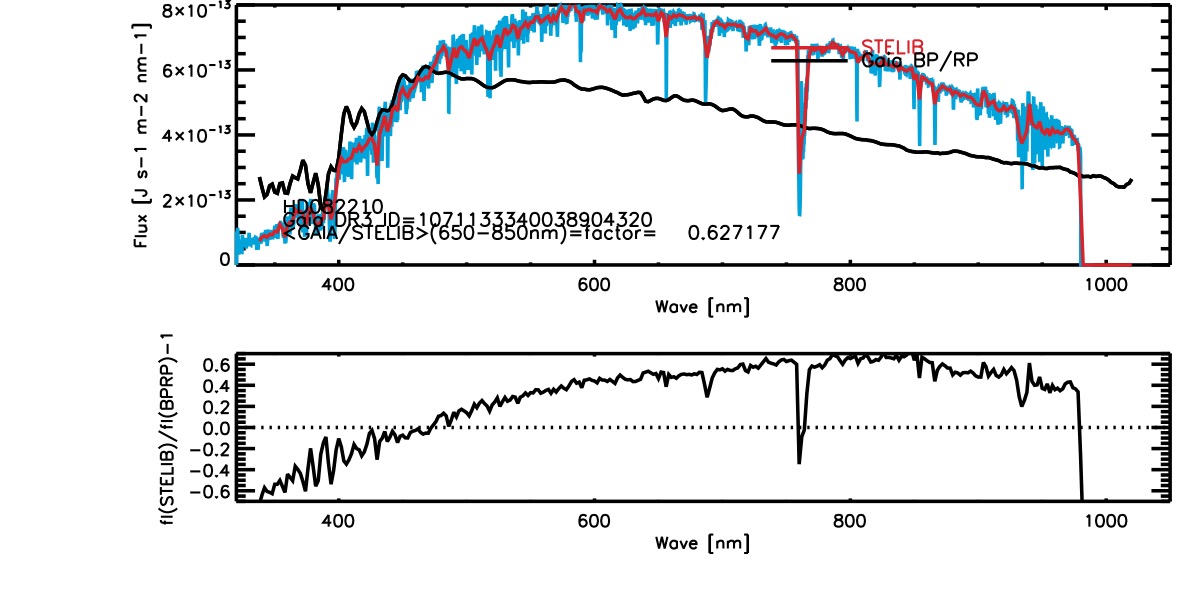 8×10−13
6×10−13
4×10−13
2×10−13
0
Flux [J s−1 m−2 nm−1]
STELIB
Gaia BP/RP
HD082210
Gaia DR3 ID=1071133340038904320
<GAIA/STELIB>(650−850nm)=factor= 0.627177
400 600 800 1000
Wave [nm]
fl(STELIB)/fl(BPRP)−1
0.6
0.4
0.2
0.0
−0.2
−0.4
−0.6
400 600 800 1000
Wave [nm]